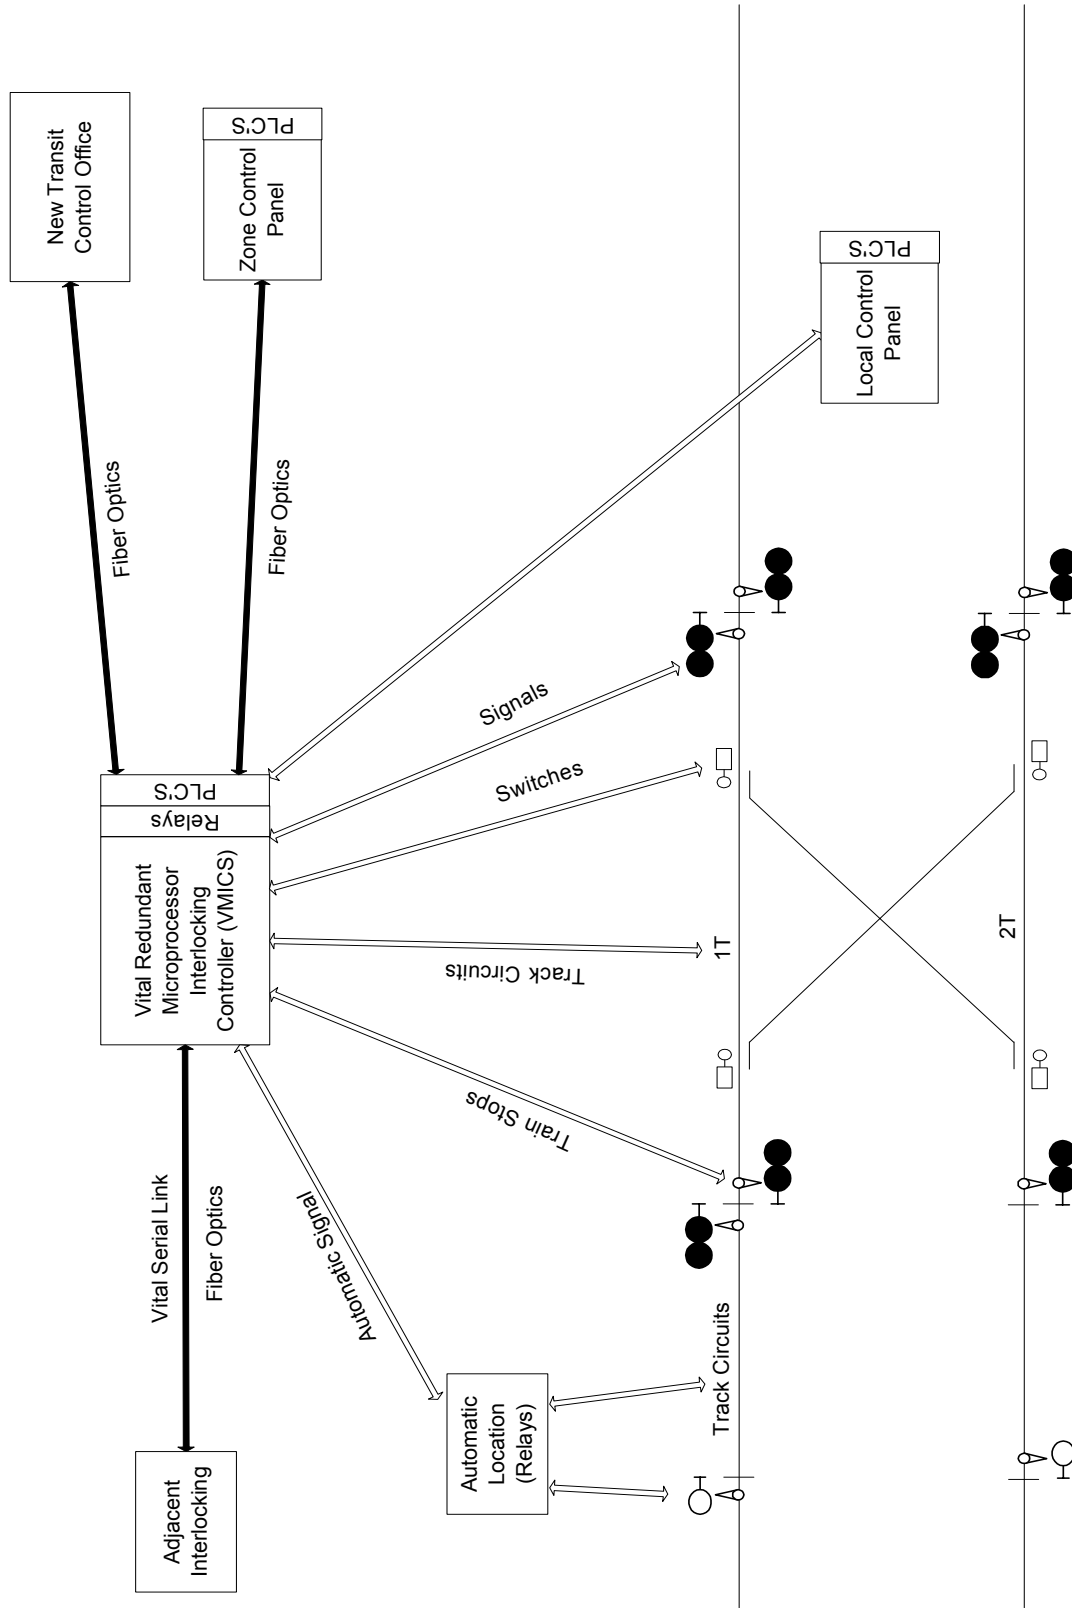 Adjacent
Interlocking
Vital Serial Link
Fiber Optics
Vital Redundant
Microprocessor
Interlocking
Controller (VMICS)
Relays
PLC'S
Fiber Optics
New Transit
Control Office
Fiber Optics
Zone Control
Panel
PLC'S
Automatic Signal
Train Stops
Track Circuits
Switches
Signals
Automatic
Location
(Relays)
Track Circuits
Local Control
Panel
PLC'S
1T
2T